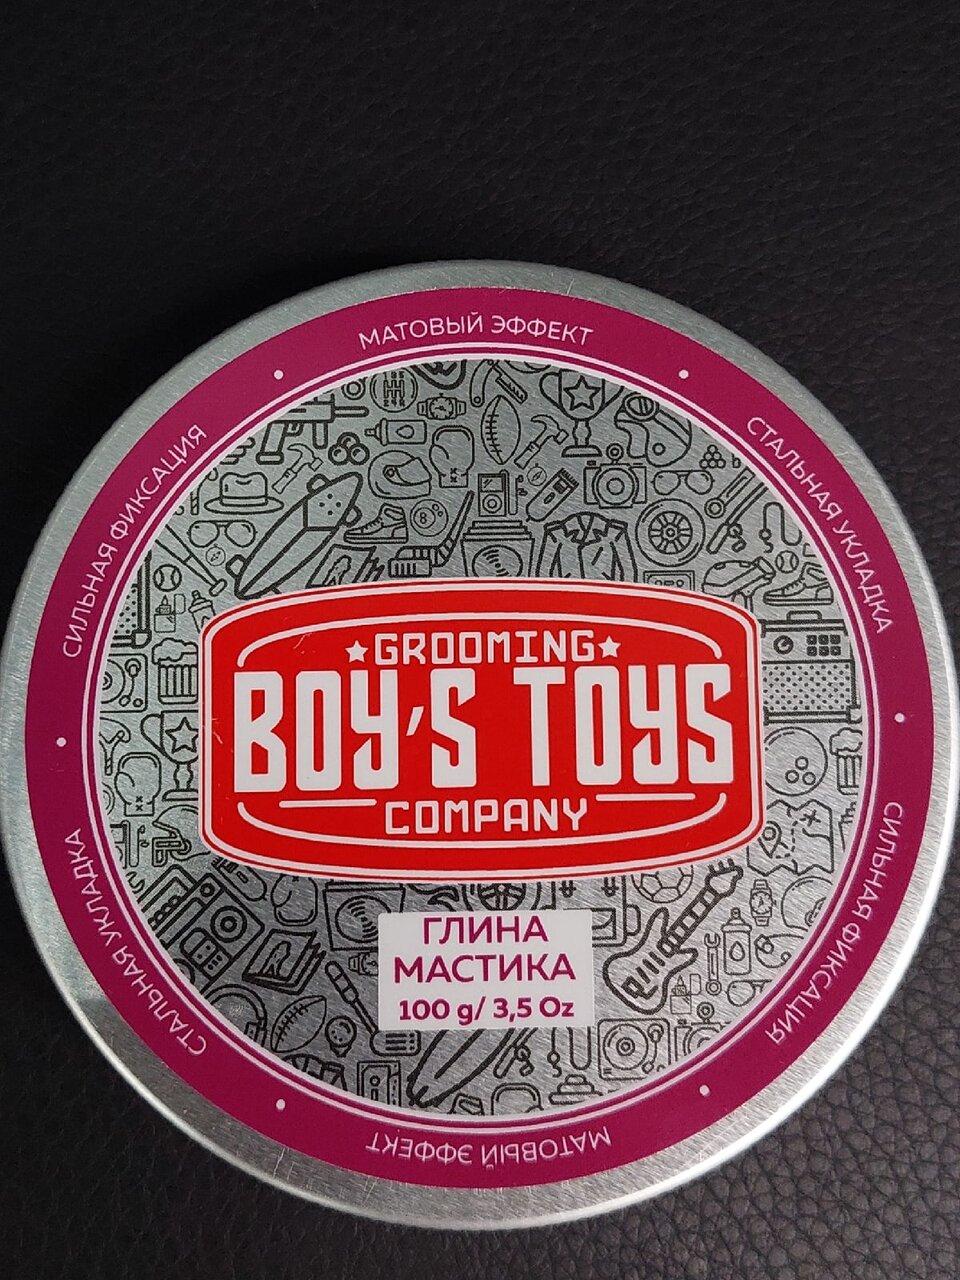 МАТОВЫЙ ЭФФЕКТ
СТАЛЬНАЯ УКЛАДКА
СИЛЬНАЯ ФИКСАЦИЯ
МАТОВЫЙ ЭФФЕКТ
СТАЛЬНАЯ УКЛАДКА
СИЛЬНАЯ ФИКСАЦИЯ
GROOMING
BOY'S TOYS
COMPANY
ГЛИНА
МАСТИКА
100 g/ 3,5 Oz